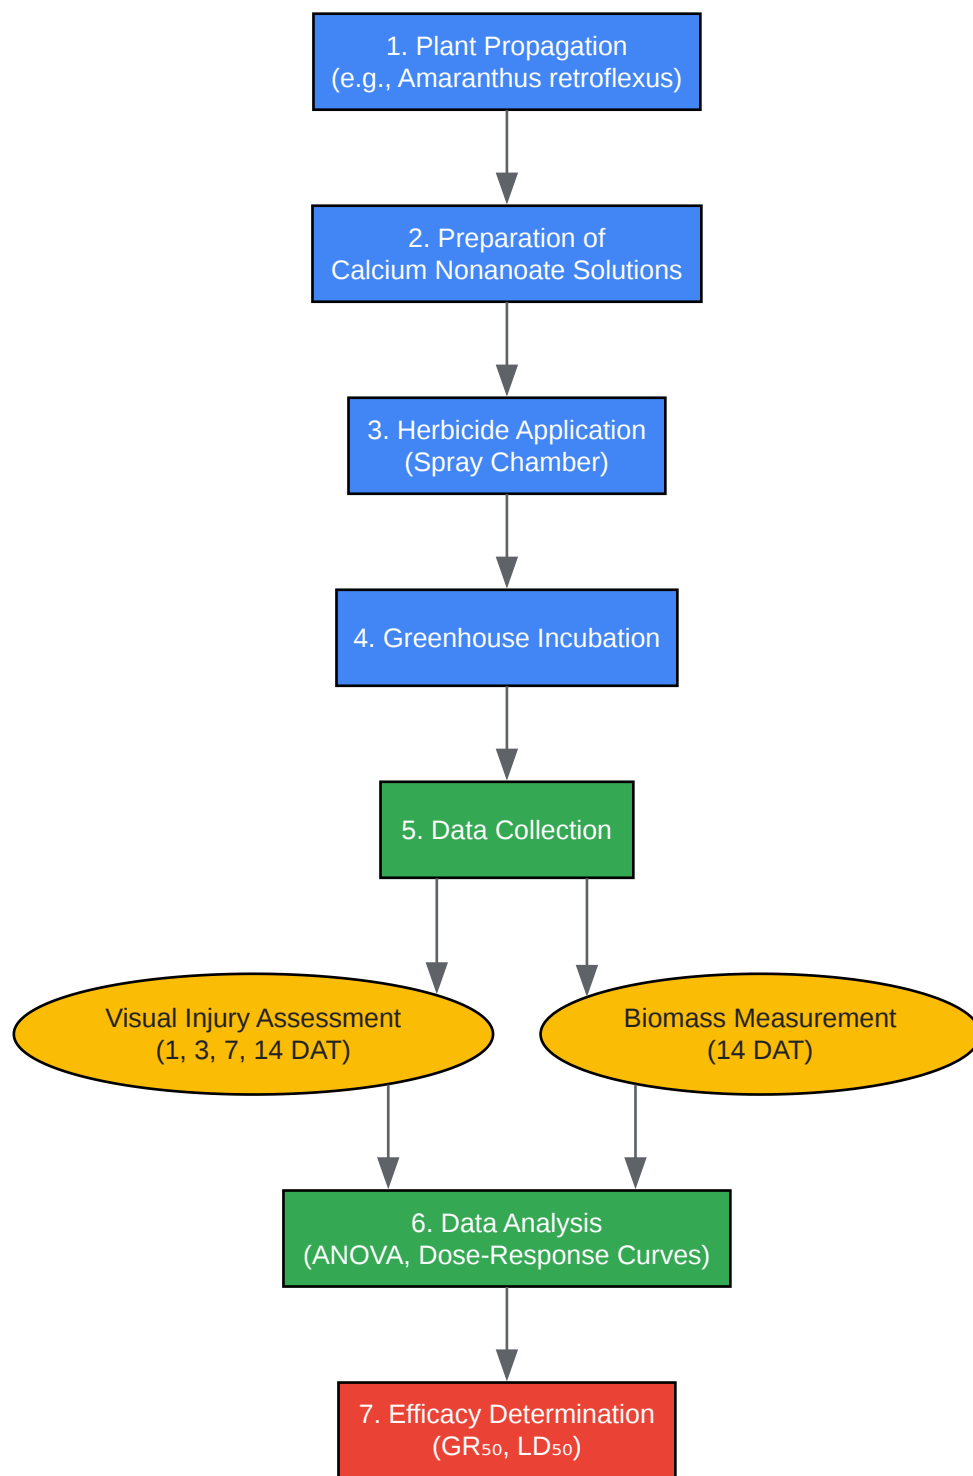 1. Plant Propagation
(e.g., Amaranthus retroflexus)
2. Preparation of
Calcium Nonanoate Solutions
3. Herbicide Application
(Spray Chamber)
4. Greenhouse Incubation
5. Data Collection
Visual Injury Assessment
(1, 3, 7, 14 DAT)
Biomass Measurement
(14 DAT)
6. Data Analysis
(ANOVA, Dose-Response Curves)
7. Efficacy Determination
(GR₅₀, LD₅₀)